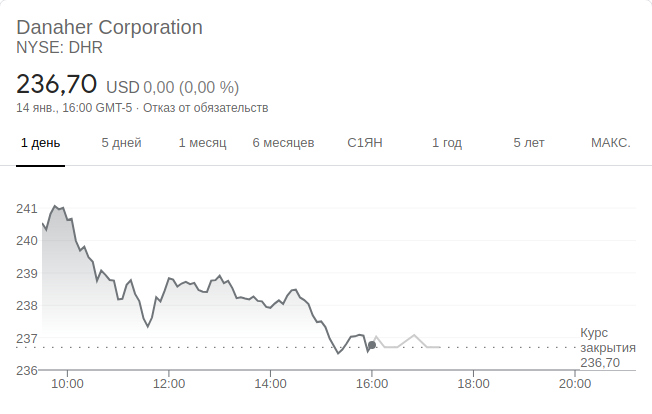 Danaher Corporation
NYSE: DHR
236,70 USD 0,00 (0,00 %)
14 янв., 16:00 GMT-5 · Отказ от обязательств
1 день 5 дней 1 месяц 6 месяцев С1ЯН 1 год 5 лет МАКС.
241
240
239
238
237
236
Курс
закрытия
236,70
10:00 12:00 14:00 16:00 18:00 20:00